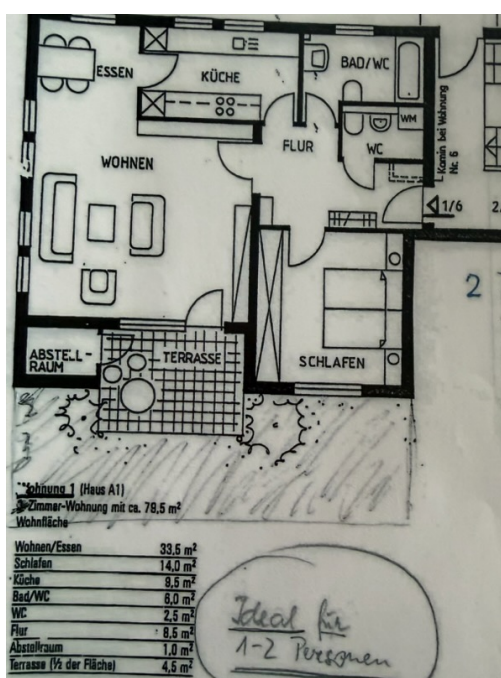 ESSEN
KÜCHE
BAD/WC
WOHNEN
FLUR
WC
WM
Kamin bei Wohnung
Nr. 6
1/6
2.
2
ABSTELL-
RAUM
TERRASSE
SCHLAFEN
Wohnung 1 (Haus A1)
-Zimmer-Wohnung mit ca. 79,5 m²
Wohnfläche
Wohnen/Essen 33,5 m²
Schlafen 14,0 m²
Küche 9,5 m²
Bad/WC 6,0 m²
WC 2,5 m²
Flur 8,5 m²
Abstellraum 1,0 m²
Terrasse (½ der Fläche) 4,5 m²
Ideal für
1-2 Personen